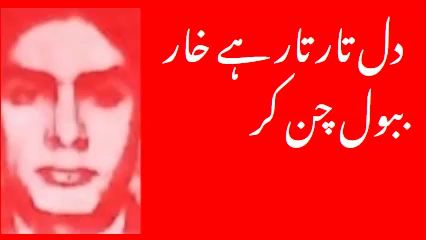 دل تار تار ہے خار
ببول چن کر